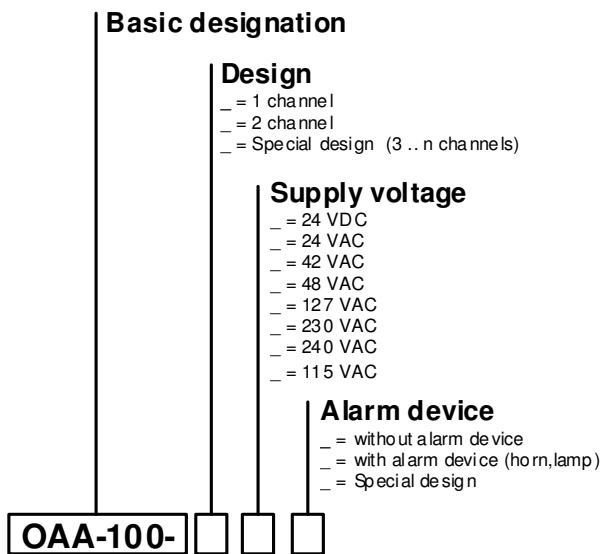 Basic designation
Design
_ = 1 channel
_ = 2 channel
_ = Special design (3 .. n channels)
Supply voltage
_ = 24 VDC
_ = 24 VAC
_ = 42 VAC
_ = 48 VAC
_ = 127 VAC
_ = 230 VAC
_ = 240 VAC
_ = 115 VAC
Alarm device
_ = without alarm device
_ = with alarm device (horn,lamp)
_ = Special design
OAA-100-